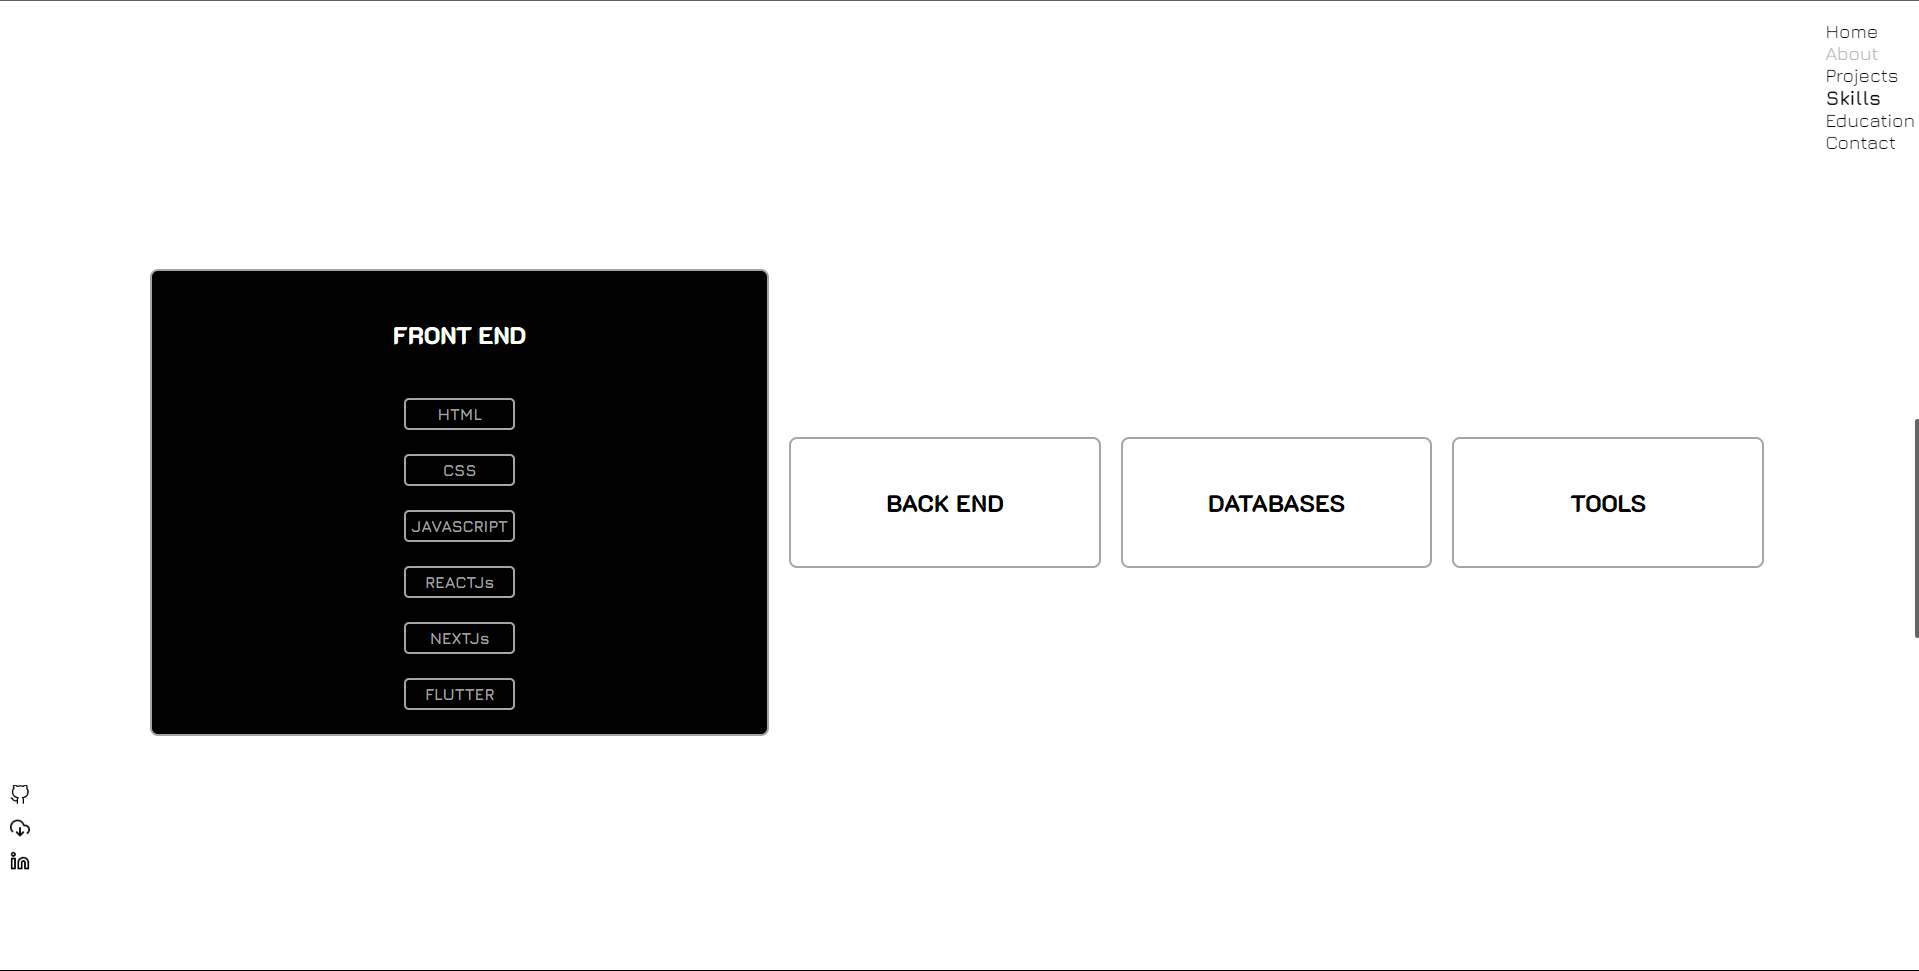 Home
About
Projects
Skills
Education
Contact
FRONT END
HTML
CSS
JAVASCRIPT
REACTJs
NEXTJs
FLUTTER
BACK END
DATABASES
TOOLS